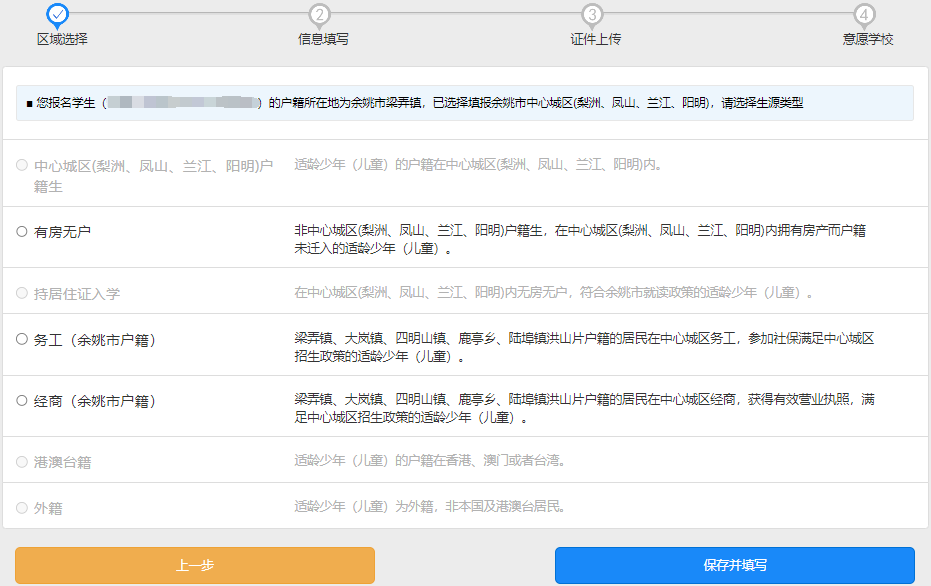 2 3 4
区域选择 信息填写 证件上传 意愿学校
■ 您报名学生（ ）的户籍所在地为余姚市梁弄镇，已选择填报余姚市中心城区(梨洲、凤山、兰江、阳明)，请选择生源类型
中心城区(梨洲、凤山、兰江、阳明)户
籍生
适龄少年（儿童）的户籍在中心城区(梨洲、凤山、兰江、阳明)内。
有房无户
非中心城区(梨洲、凤山、兰江、阳明)户籍生，在中心城区(梨洲、凤山、兰江、阳明)内拥有房产而户籍
未迁入的适龄少年（儿童）。
持居住证入学
在中心城区(梨洲、凤山、兰江、阳明)内无房无户，符合余姚市就读政策的适龄少年（儿童）。
务工（余姚市户籍）
梁弄镇、大岚镇、四明山镇、鹿亭乡、陆埠镇洪山片户籍的居民在中心城区务工，参加社保满足中心城区
招生政策的适龄少年（儿童）。
经商（余姚市户籍）
梁弄镇、大岚镇、四明山镇、鹿亭乡、陆埠镇洪山片户籍的居民在中心城区经商，获得有效营业执照，满
足中心城区招生政策的适龄少年（儿童）。
港澳台籍
适龄少年（儿童）的户籍在香港、澳门或者台湾。
外籍
适龄少年（儿童）为外籍，非本国及港澳台居民。
上一步 保存并填写